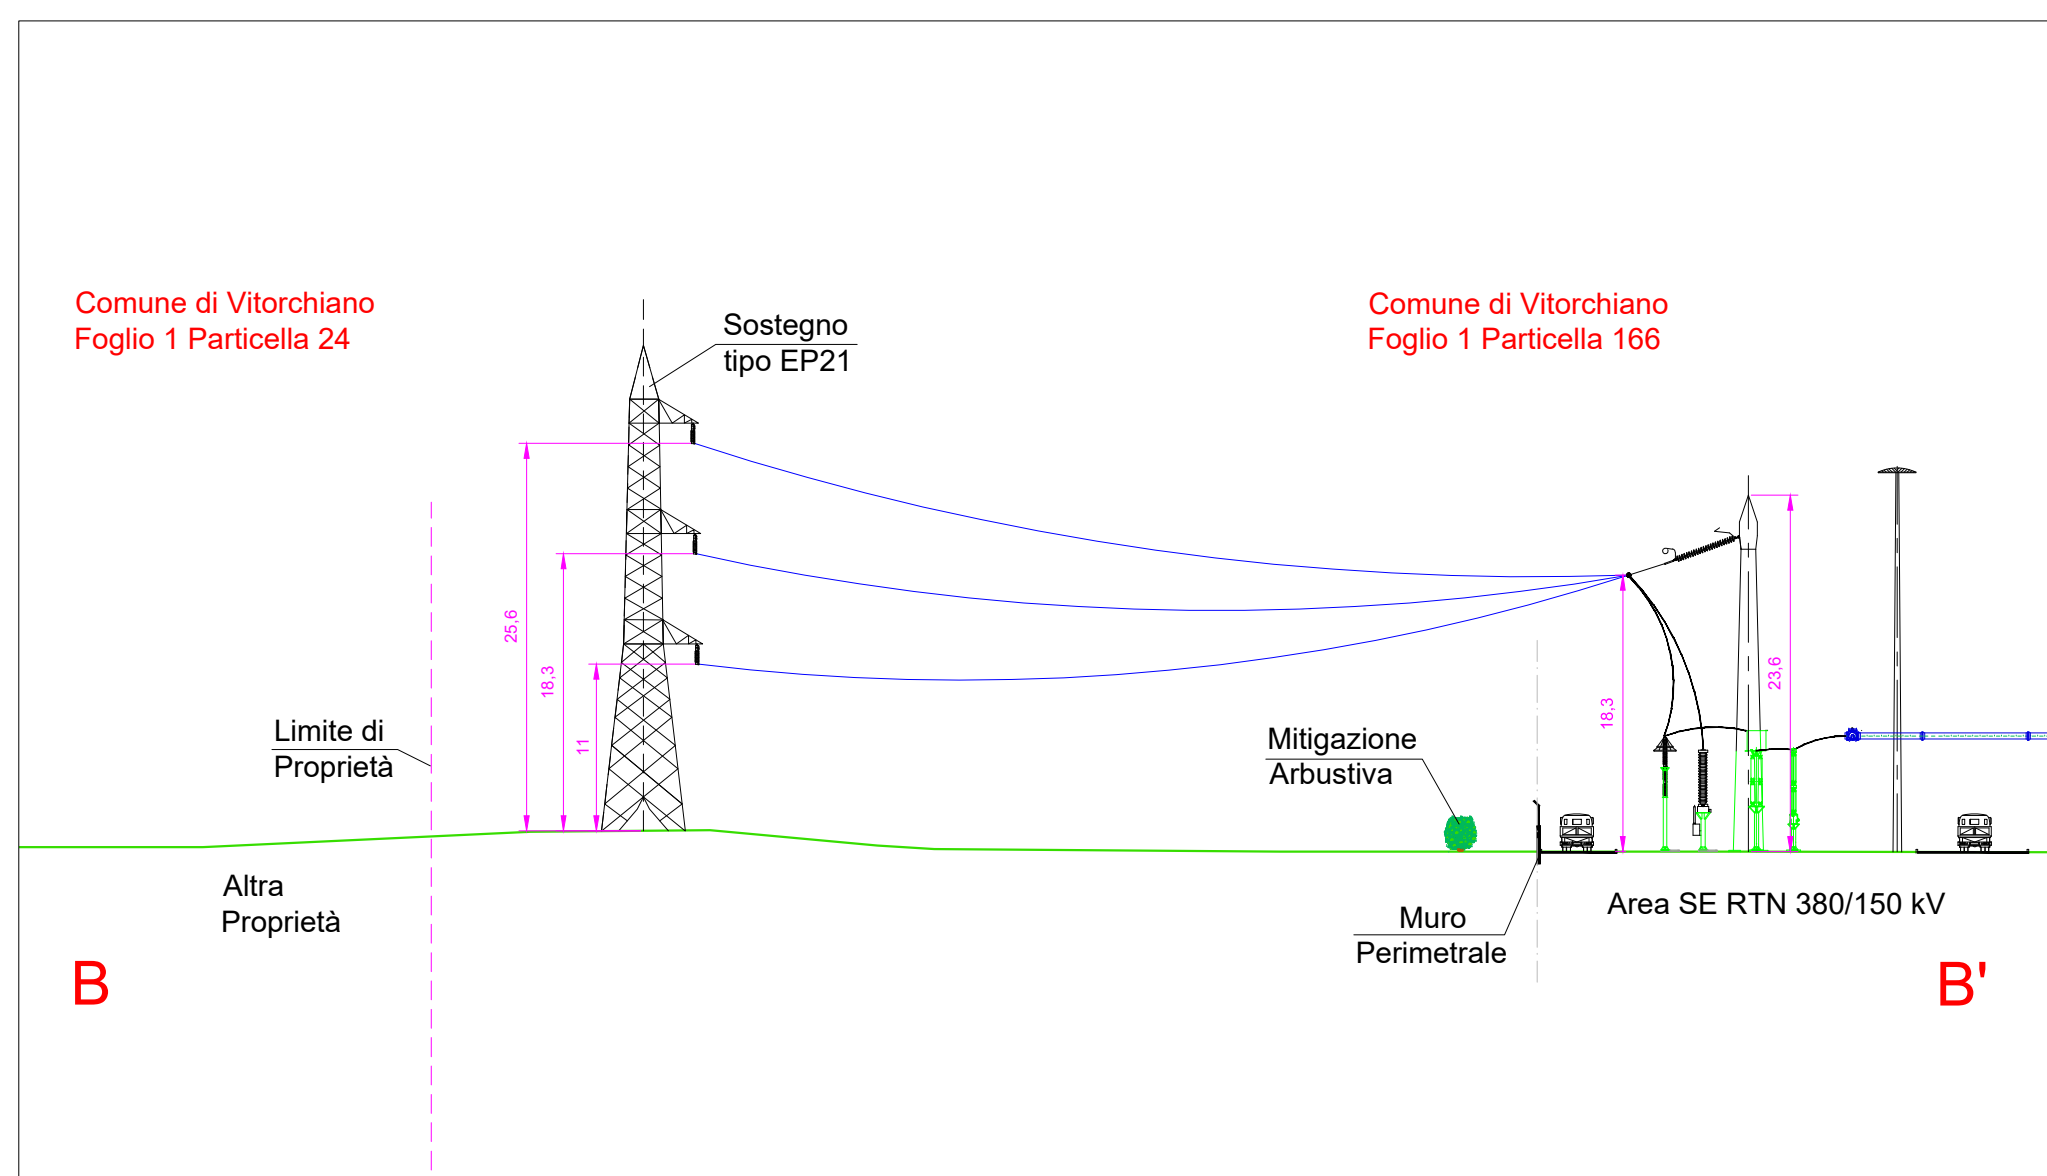 Comune di Vitorchiano
Foglio 1 Particella 24
Comune di Vitorchiano
Foglio 1 Particella 166
Sostegno
tipo EP21
25,6
18,3
11
18,3
23,6
Limite di
Proprietà
Mitigazione
Arbustiva
Altra
Proprietà
Muro
Perimetrale
Area SE RTN 380/150 kV
B
B'